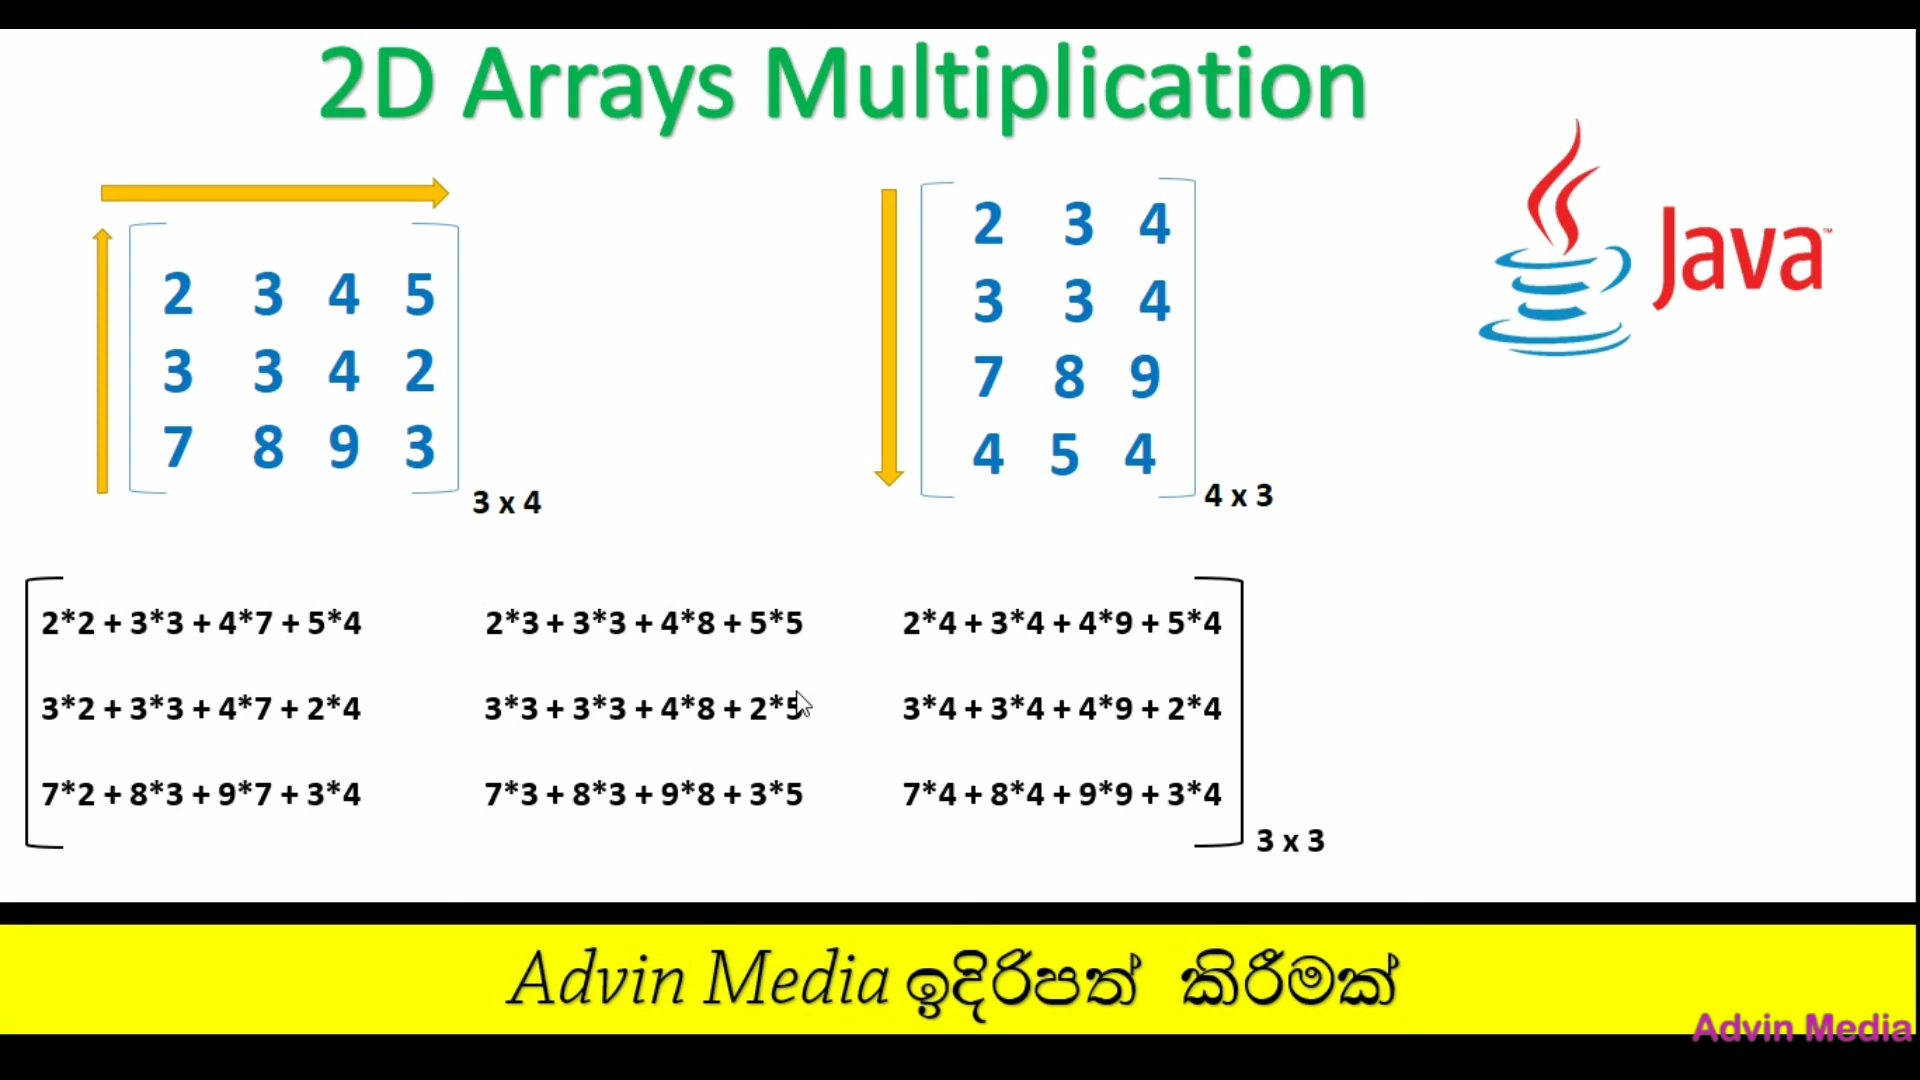 2D Arrays Multiplication
2 3 4 5
3 3 4 2
7 8 9 3
3 x 4
2 3 4
3 3 4
7 8 9
4 5 4
4 x 3
Java™
2*2 + 3*3 + 4*7 + 5*4 2*3 + 3*3 + 4*8 + 5*5 2*4 + 3*4 + 4*9 + 5*4
3*2 + 3*3 + 4*7 + 2*4 3*3 + 3*3 + 4*8 + 2*5 3*4 + 3*4 + 4*9 + 2*4
7*2 + 8*3 + 9*7 + 3*4 7*3 + 8*3 + 9*8 + 3*5 7*4 + 8*4 + 9*9 + 3*4
3 x 3
Advin Media ඉදිරිපත් කිරීමක්
Advin Media